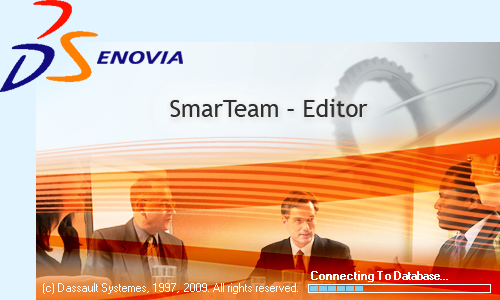 ENOVIA
SmarTeam - Editor
Connecting To Database...
(c) Dassault Systemes, 1997, 2009. All rights reserved.